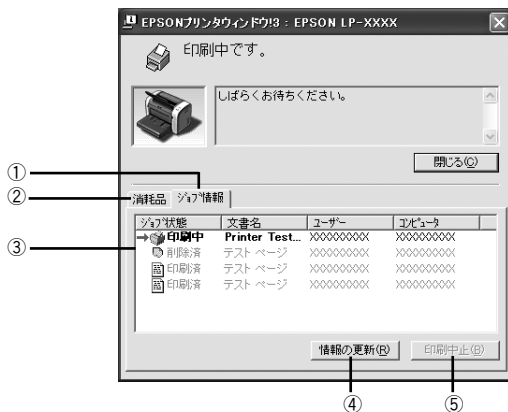 EPSONプリンタウィンドウ!3 : EPSON LP-XXXX
印刷中です。
しばらくお待ちください。
閉じる(C)
①
②
消耗品 ジョブ情報
③
ジョブ状態 文書名 ユーザー コンピュータ
印刷中 Printer Test... XXXXXXXXX XXXXXXXXX
削除済 テスト ページ XXXXXXXXX XXXXXXXXX
印刷済 テスト ページ XXXXXXXXX XXXXXXXXX
印刷済 テスト ページ XXXXXXXXX XXXXXXXXX
情報の更新(R) 印刷中止(B)
④ ⑤